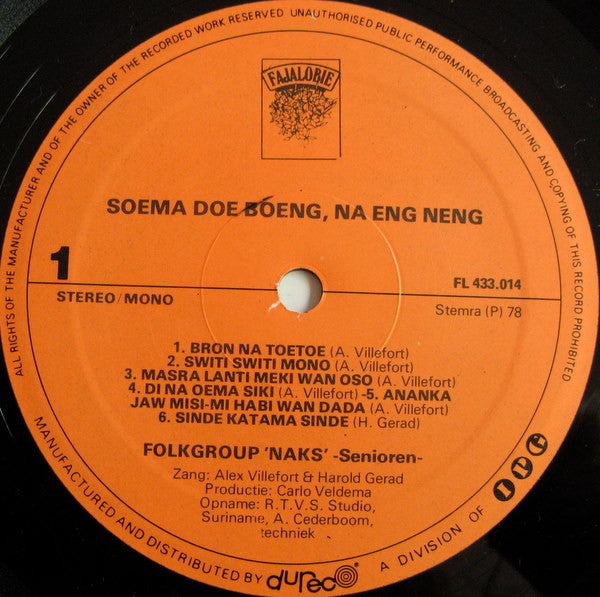 ALL RIGHTS OF THE MANUFACTURER AND OF THE OWNER OF THE RECORDED WORK RESERVED UNAUTHORISED PUBLIC PERFORMANCE BROADCASTING AND COPYING OF THIS RECORD PROHIBITED
FAJALOBIE
SOEMA DOE BOENG, NA ENG NENG
1
FL 433.014
STEREO/MONO
Stemra (P) 78
1. BRON NA TOETOE (A. Villefort)
2. SWITI SWITI MONO (A. Villefort)
3. MASRA LANTI MEKI WAN OSO (A. Villefort)
4. DI NA OEMA SIKI (A. Villefort) -5. ANANKA
JAW MISI-MI HABI WAN DADA (A. Villefort)
6. SINDE KATAMA SINDE (H. Gerad)
FOLKGROUP 'NAKS' -Senioren-
Zang: Alex Villefort & Harold Gerad
Productie: Carlo Veldema
Opname: R.T.V.S. Studio,
Suriname, A. Cederboom,
techniek
MANUFACTURED AND DISTRIBUTED BY dureco A DIVISION OF IPG